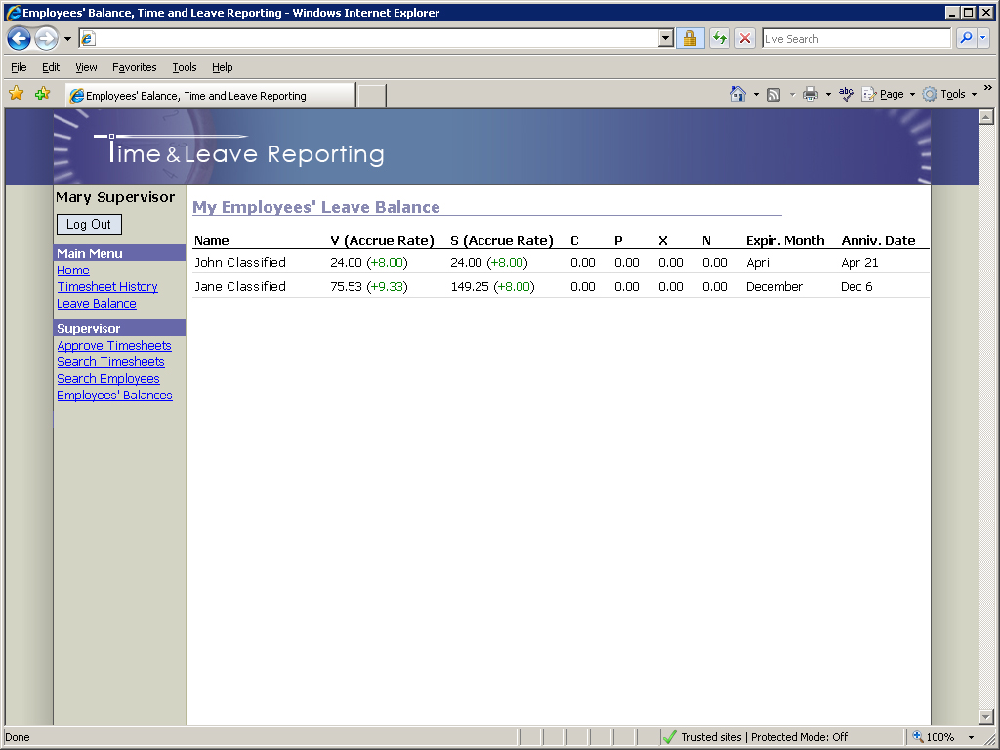 Employees' Balance, Time and Leave Reporting - Windows Internet Explorer
Live Search
File Edit View Favorites Tools Help
Employees' Balance, Time and Leave Reporting
abc Page Tools »
Time & Leave Reporting
Mary Supervisor
Log Out
Main Menu
Home
Timesheet History
Leave Balance
Supervisor
Approve Timesheets
Search Timesheets
Search Employees
Employees' Balances
My Employees' Leave Balance
Name V (Accrue Rate) S (Accrue Rate) C P X N Expir. Month Anniv. Date
John Classified 24.00 (+8.00) 24.00 (+8.00) 0.00 0.00 0.00 0.00 April Apr 21
Jane Classified 75.53 (+9.33) 149.25 (+8.00) 0.00 0.00 0.00 0.00 December Dec 6
Done Trusted sites | Protected Mode: Off 100%